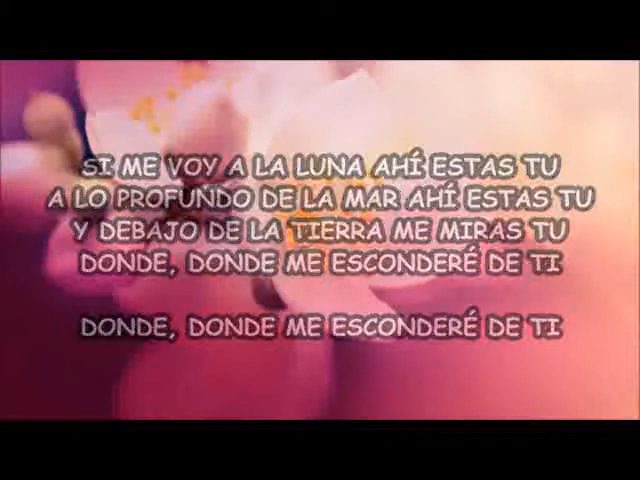 SI ME VOY A LA LUNA AHÍ ESTAS TU
A LO PROFUNDO DE LA MAR AHÍ ESTAS TU
Y DEBAJO DE LA TIERRA ME MIRAS TU
DONDE, DONDE ME ESCONDERÉ DE TI
DONDE, DONDE ME ESCONDERÉ DE TI